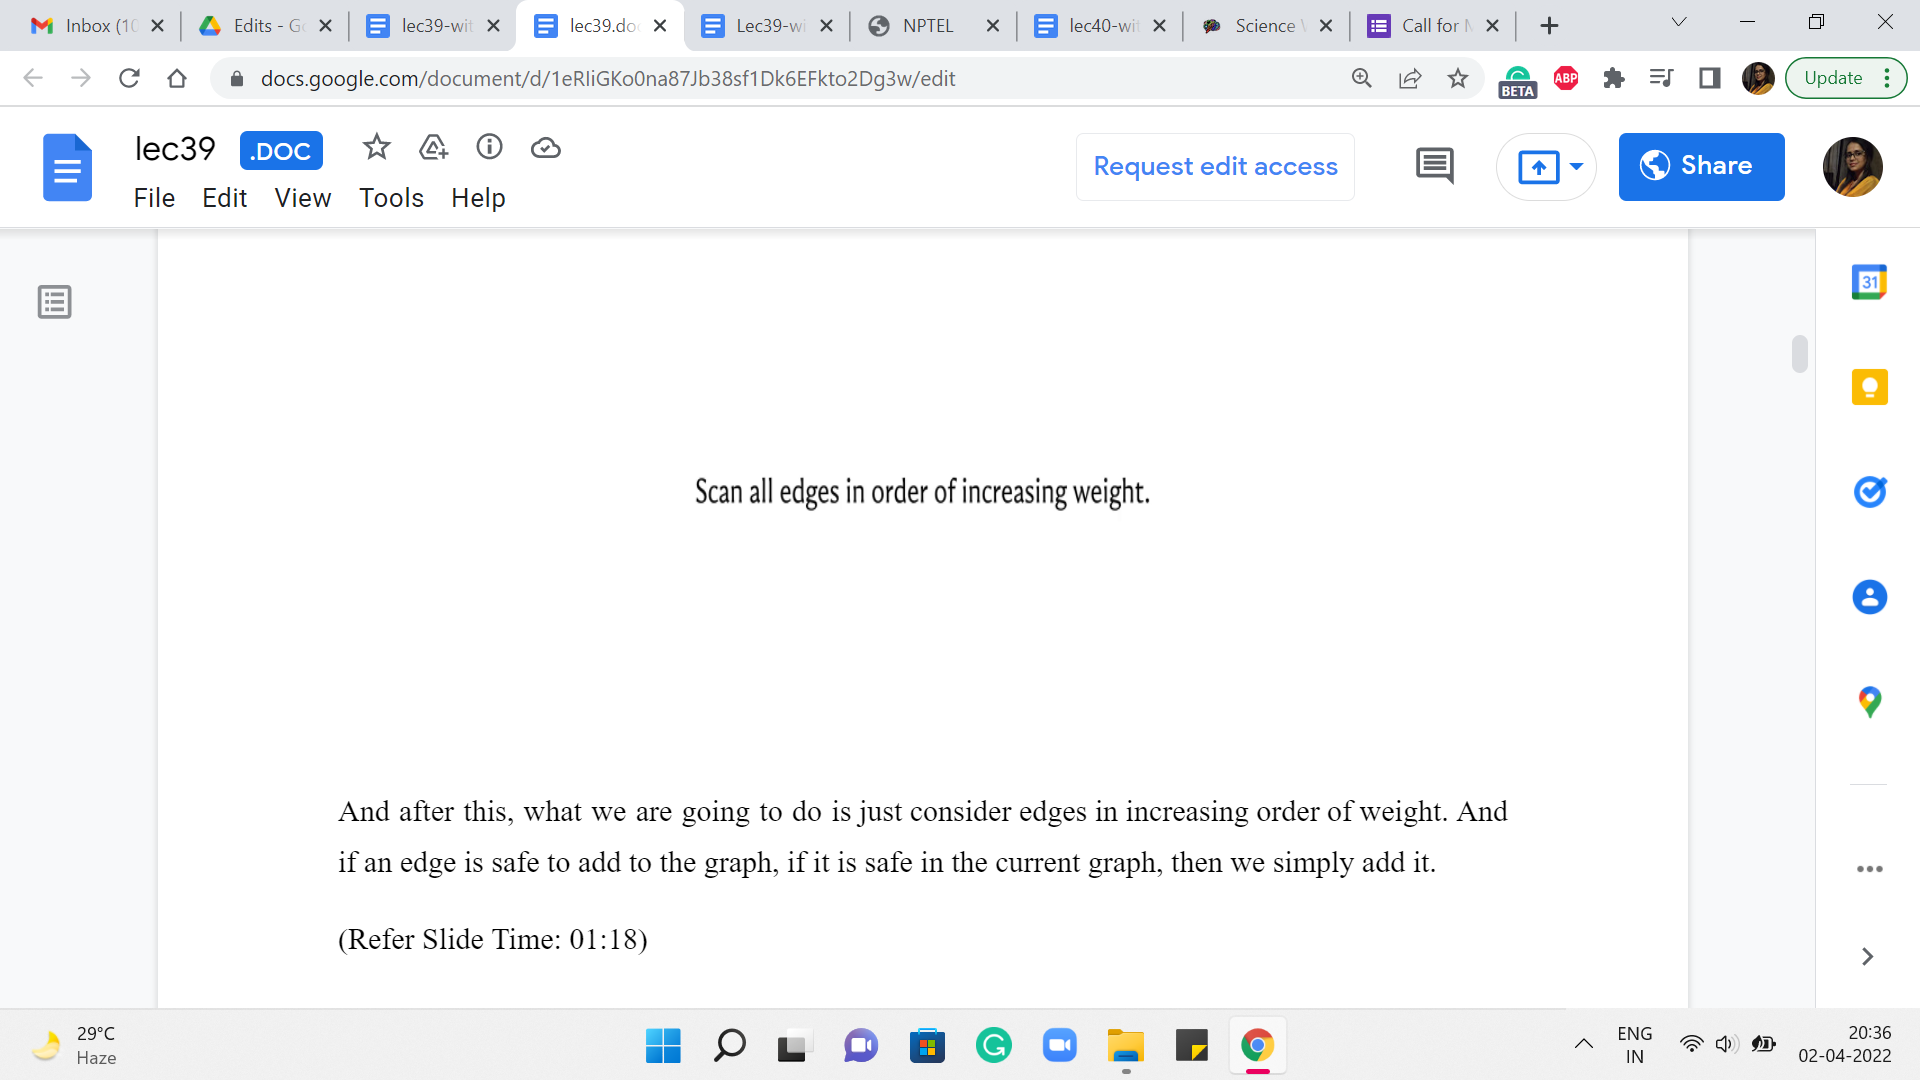 Inbox (10
Edits - Go
lec39-wit
lec39.do
Lec39-wi
NPTEL
lec40-wit
Science
Call for
docs.google.com/document/d/1eRIiGKo0na87Jb38sf1Dk6EFkto2Dg3w/edit
BETA
ABP
Update
lec39
.DOC
Request edit access
Share
File Edit View Tools Help
31
Scan all edges in order of increasing weight.
And after this, what we are going to do is just consider edges in increasing order of weight. And
if an edge is safe to add to the graph, if it is safe in the current graph, then we simply add it.
(Refer Slide Time: 01:18)
29°C
Haze
ENG
IN
20:36
02-04-2022